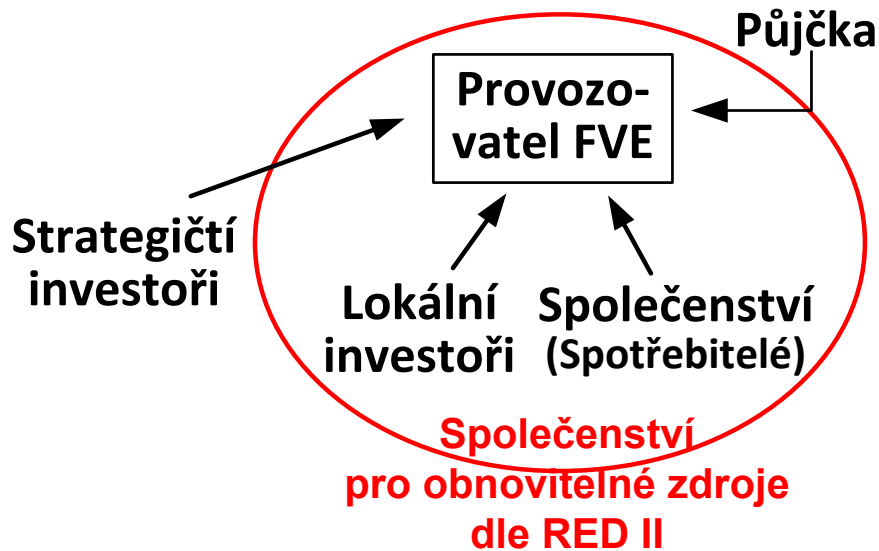 Půjčka
Provozo-
vatel FVE
Strategičtí
investoři
Lokální
investoři
Společenství
(Spotřebitelé)
Společenství
pro obnovitelné zdroje
dle RED II